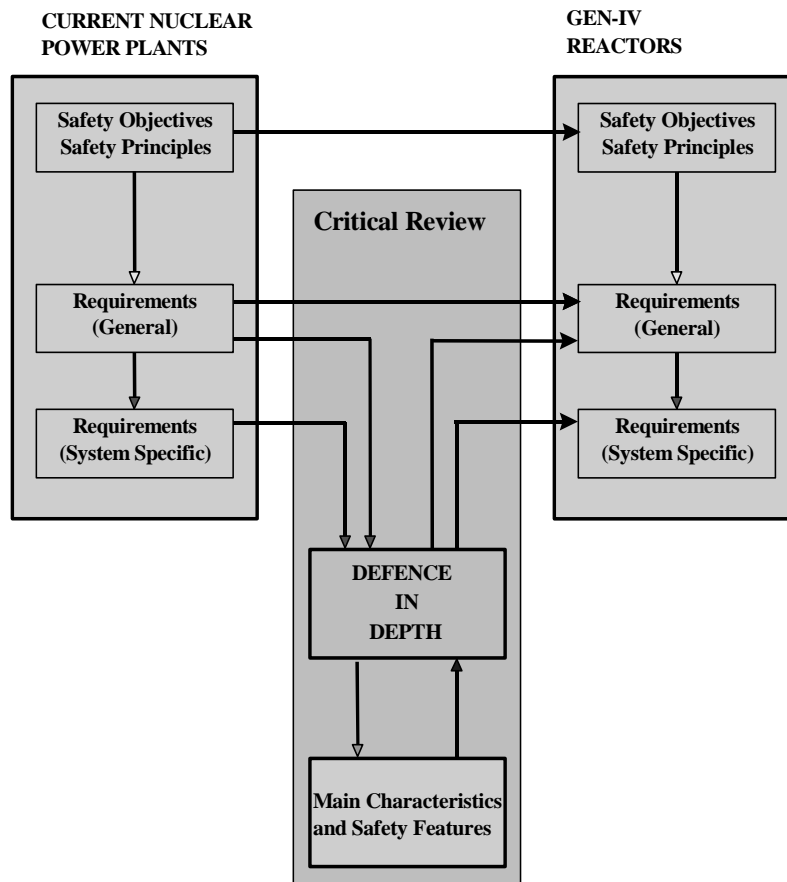 CURRENT NUCLEAR
POWER PLANTS
Safety Objectives
Safety Principles
Requirements
(General)
Requirements
(System Specific)
Critical Review
DEFENCE
IN
DEPTH
Main Characteristics
and Safety Features
GEN-IV
REACTORS
Safety Objectives
Safety Principles
Requirements
(General)
Requirements
(System Specific)